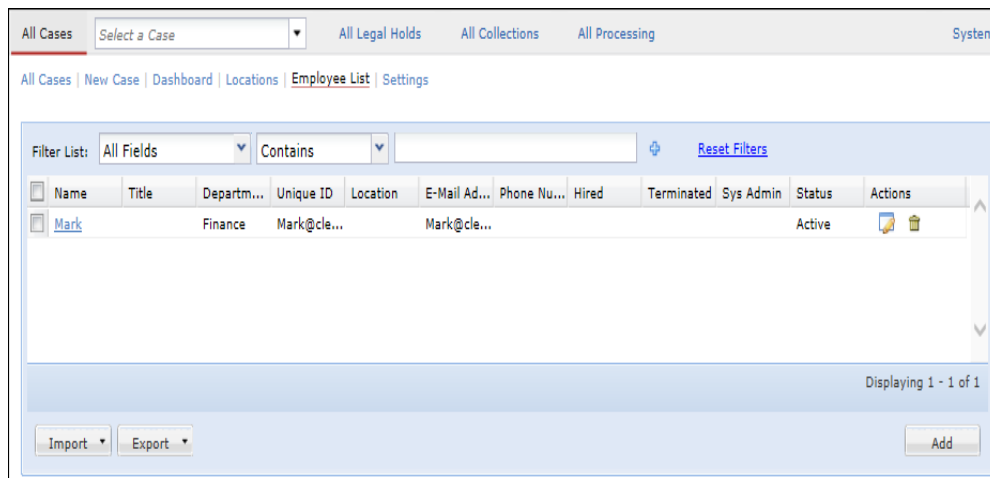 All Cases Select a Case All Legal Holds All Collections All Processing System
All Cases | New Case | Dashboard | Locations | Employee List | Settings
Filter List: All Fields Contains Reset Filters
Name Title Departm... Unique ID Location E-Mail Ad... Phone Nu... Hired Terminated Sys Admin Status Actions
Mark Finance Mark@cle... Mark@cle... Active
Displaying 1 - 1 of 1
Import Export Add